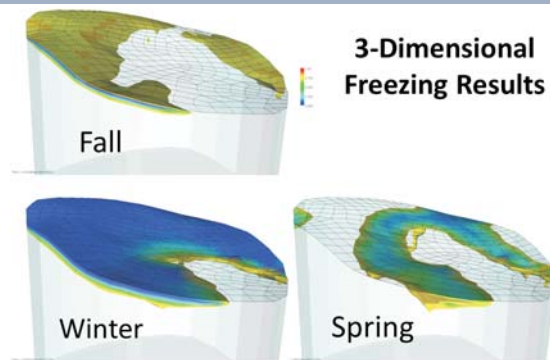 3-Dimensional
Freezing Results
Fall
Winter
Spring